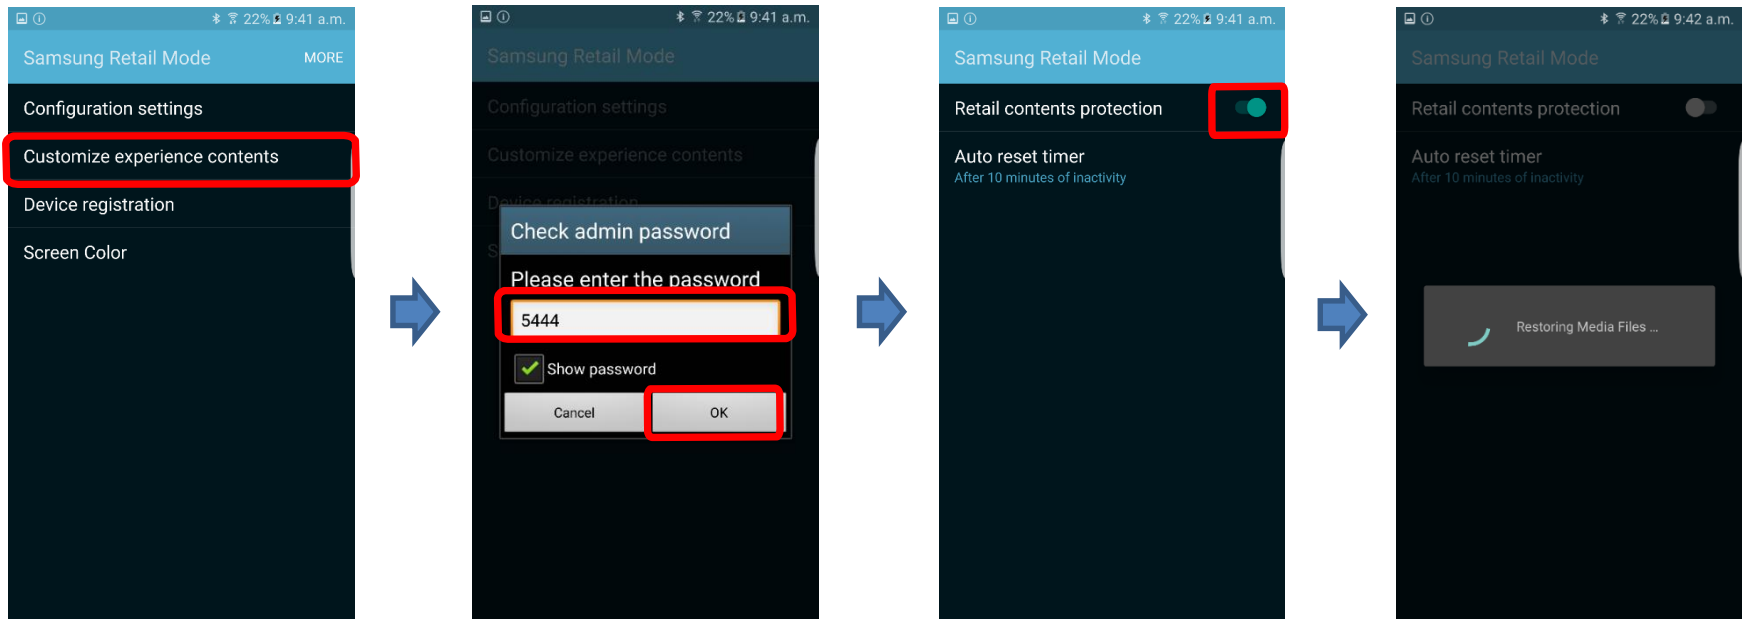 22% 9:41 a.m.
Samsung Retail Mode MORE
Configuration settings
Customize experience contents
Device registration
Screen Color
22% 9:41 a.m.
Samsung Retail Mode
Configuration settings
Customize experience contents
Device registration
S
Check admin password
Please enter the password
5444
Show password
Cancel OK
22% 9:41 a.m.
Samsung Retail Mode
Retail contents protection
Auto reset timer
After 10 minutes of inactivity
22% 9:42 a.m.
Samsung Retail Mode
Retail contents protection
Auto reset timer
After 10 minutes of inactivity
Restoring Media Files ...